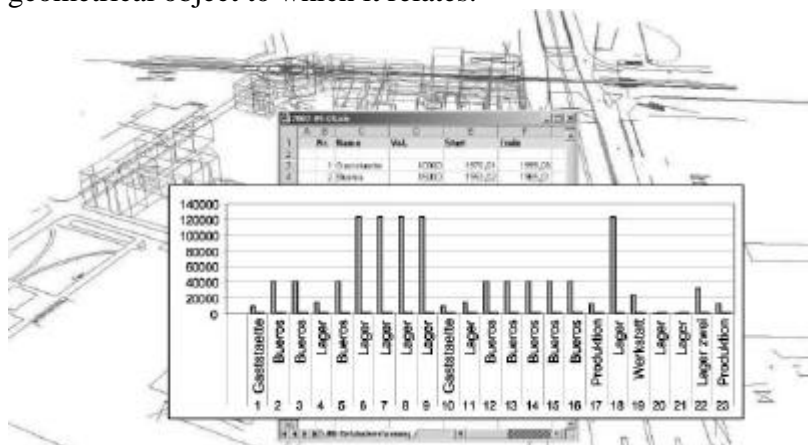 geometrical object to which it relates.
Nr. Name Vol. Start Ende
1 Gaststaette
2 Bueros
140000
120000
100000
80000
60000
40000
20000
0
Gaststaette Bueros Bueros Lager Bueros Lager Lager Lager Lager Gaststaette Lager Bueros Bueros Bueros Bueros Bueros Produktion Lager Werkstatt Lager Lager Lager zwei Produktion
1 2 3 4 5 6 7 8 9 10 11 12 13 14 15 16 17 18 19 20 21 22 23